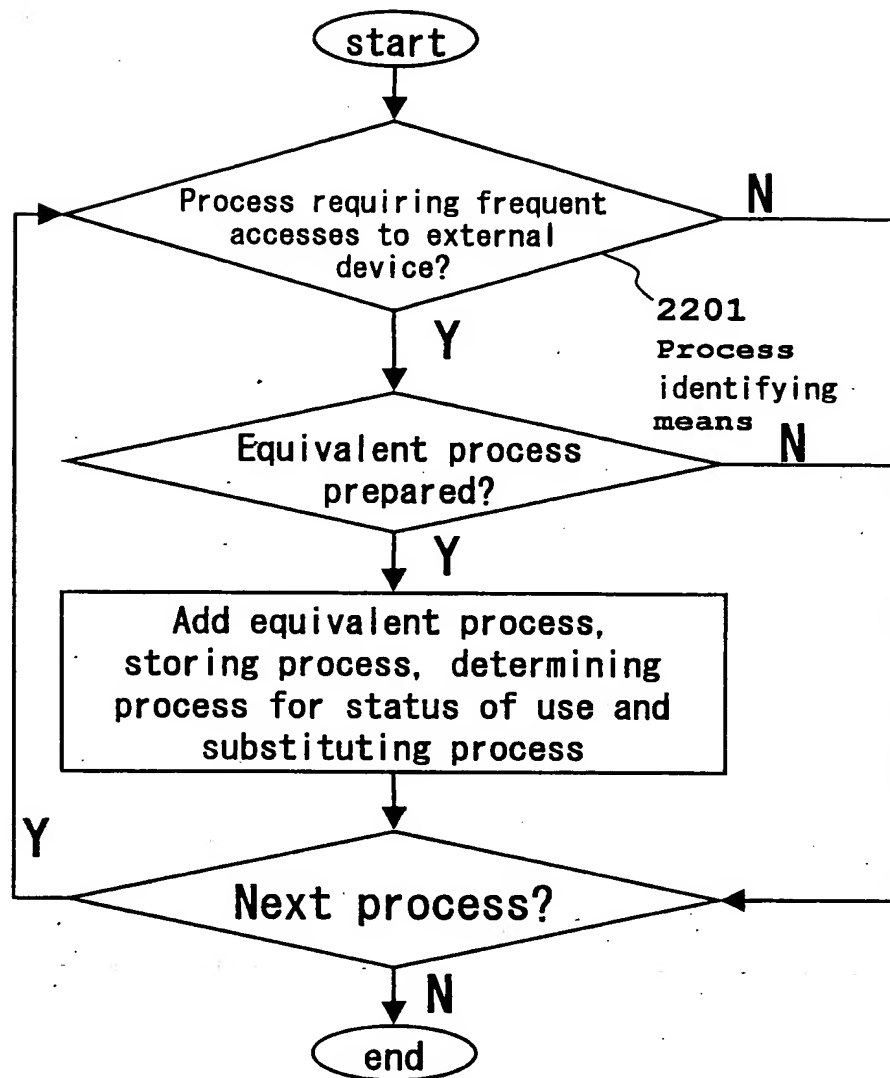 start
Process requiring frequent
accesses to external
device?
N
2201
Process
identifying
means
Y
Equivalent process
prepared?
N
Y
Add equivalent process,
storing process, determining
process for status of use and
substituting process
Y
Next process?
N
end